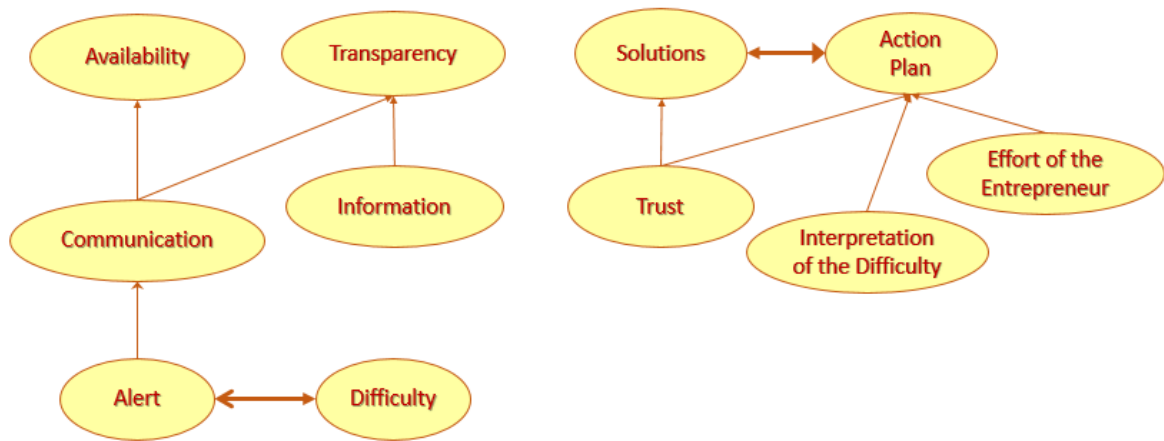 Availability
Transparency
Solutions
Action
Plan
Effort of the
Entrepreneur
Information
Trust
Communication
Interpretation
of the Difficulty
Alert
Difficulty